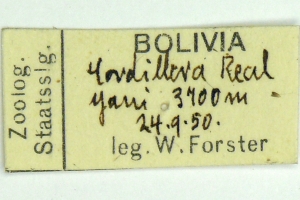 Zoolog.
Staatsslg.
BOLIVIA
Cordillera Real
Yani 3700 m
24.9.50.
leg. W. Forster